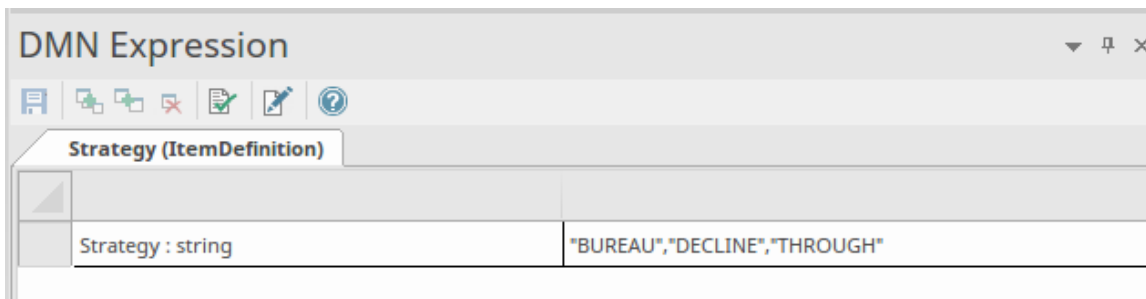 DMN Expression
Strategy (ItemDefinition)
Strategy : string "BUREAU","DECLINE","THROUGH"